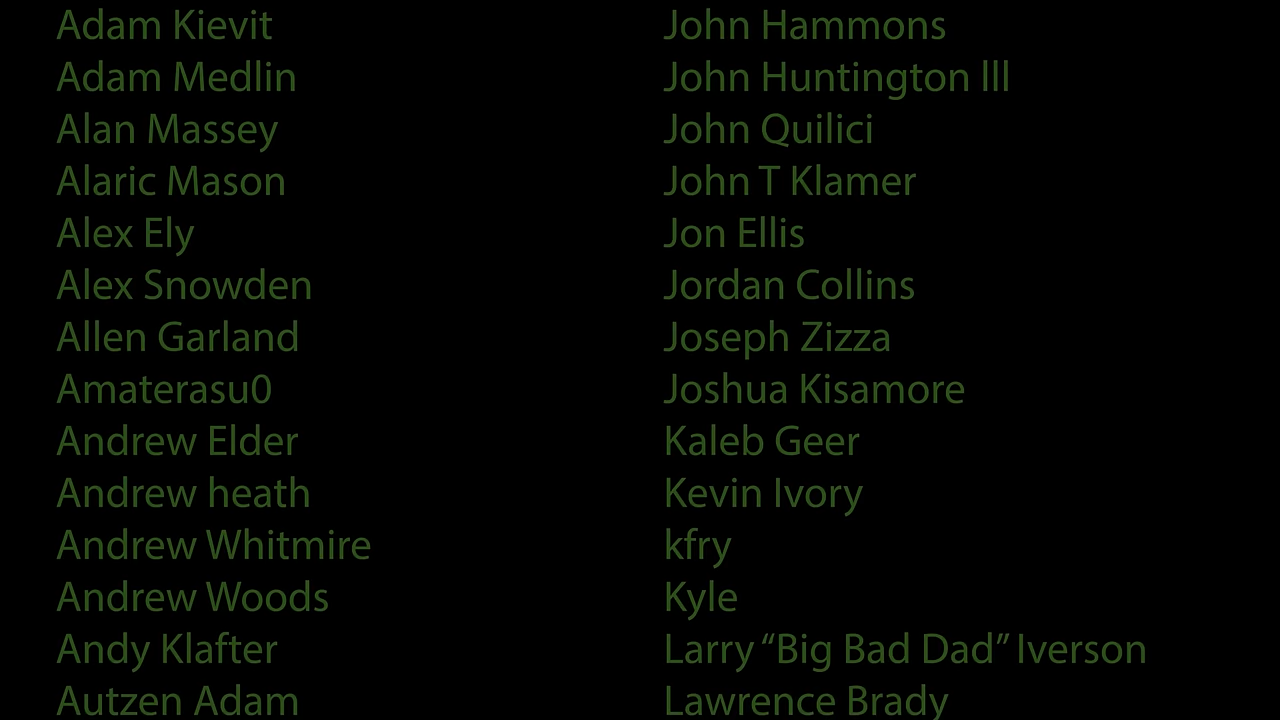 Adam Kievit
Adam Medlin
Alan Massey
Alaric Mason
Alex Ely
Alex Snowden
Allen Garland
Amaterasu0
Andrew Elder
Andrew heath
Andrew Whitmire
Andrew Woods
Andy Klafter
Autzen Adam
John Hammons
John Huntington lll
John Quilici
John T Klamer
Jon Ellis
Jordan Collins
Joseph Zizza
Joshua Kisamore
Kaleb Geer
Kevin Ivory
kfry
Kyle
Larry “Big Bad Dad” Iverson
Lawrence Brady